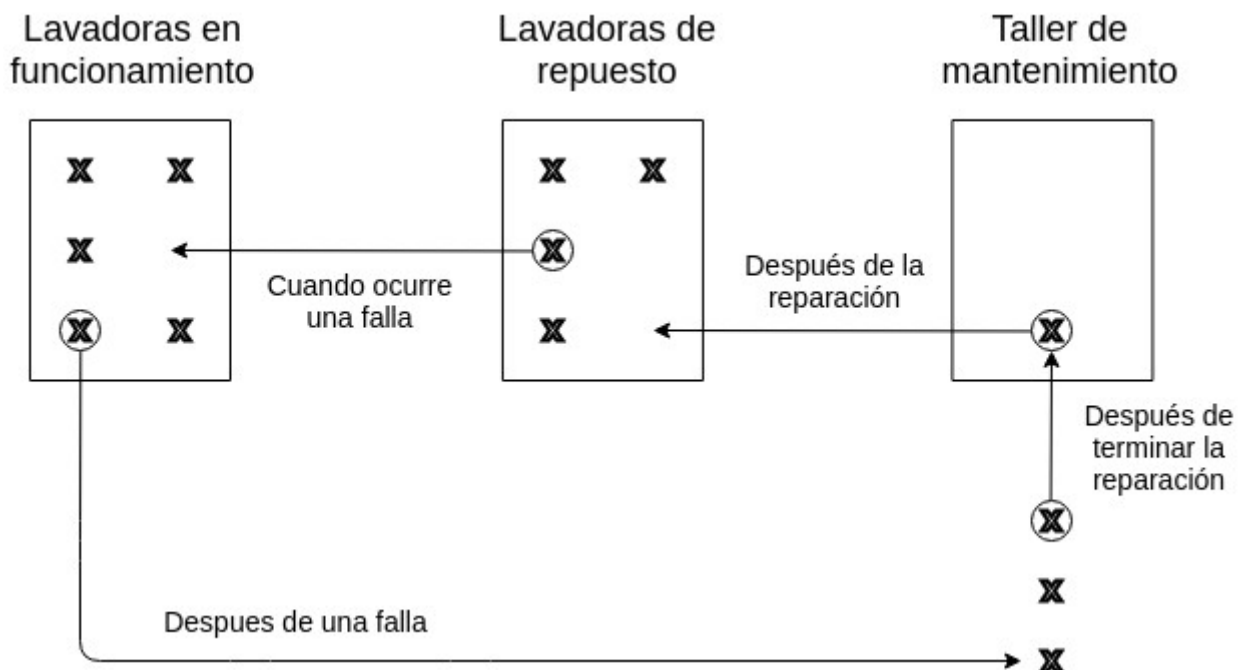 Lavadoras en
funcionamiento
Lavadoras de
repuesto
Taller de
mantenimiento
X X
X
X X
X X
X
X
X
Cuando ocurre
una falla
Después de la
reparación
Después de
terminar la
reparación
X
X
X
Despues de una falla